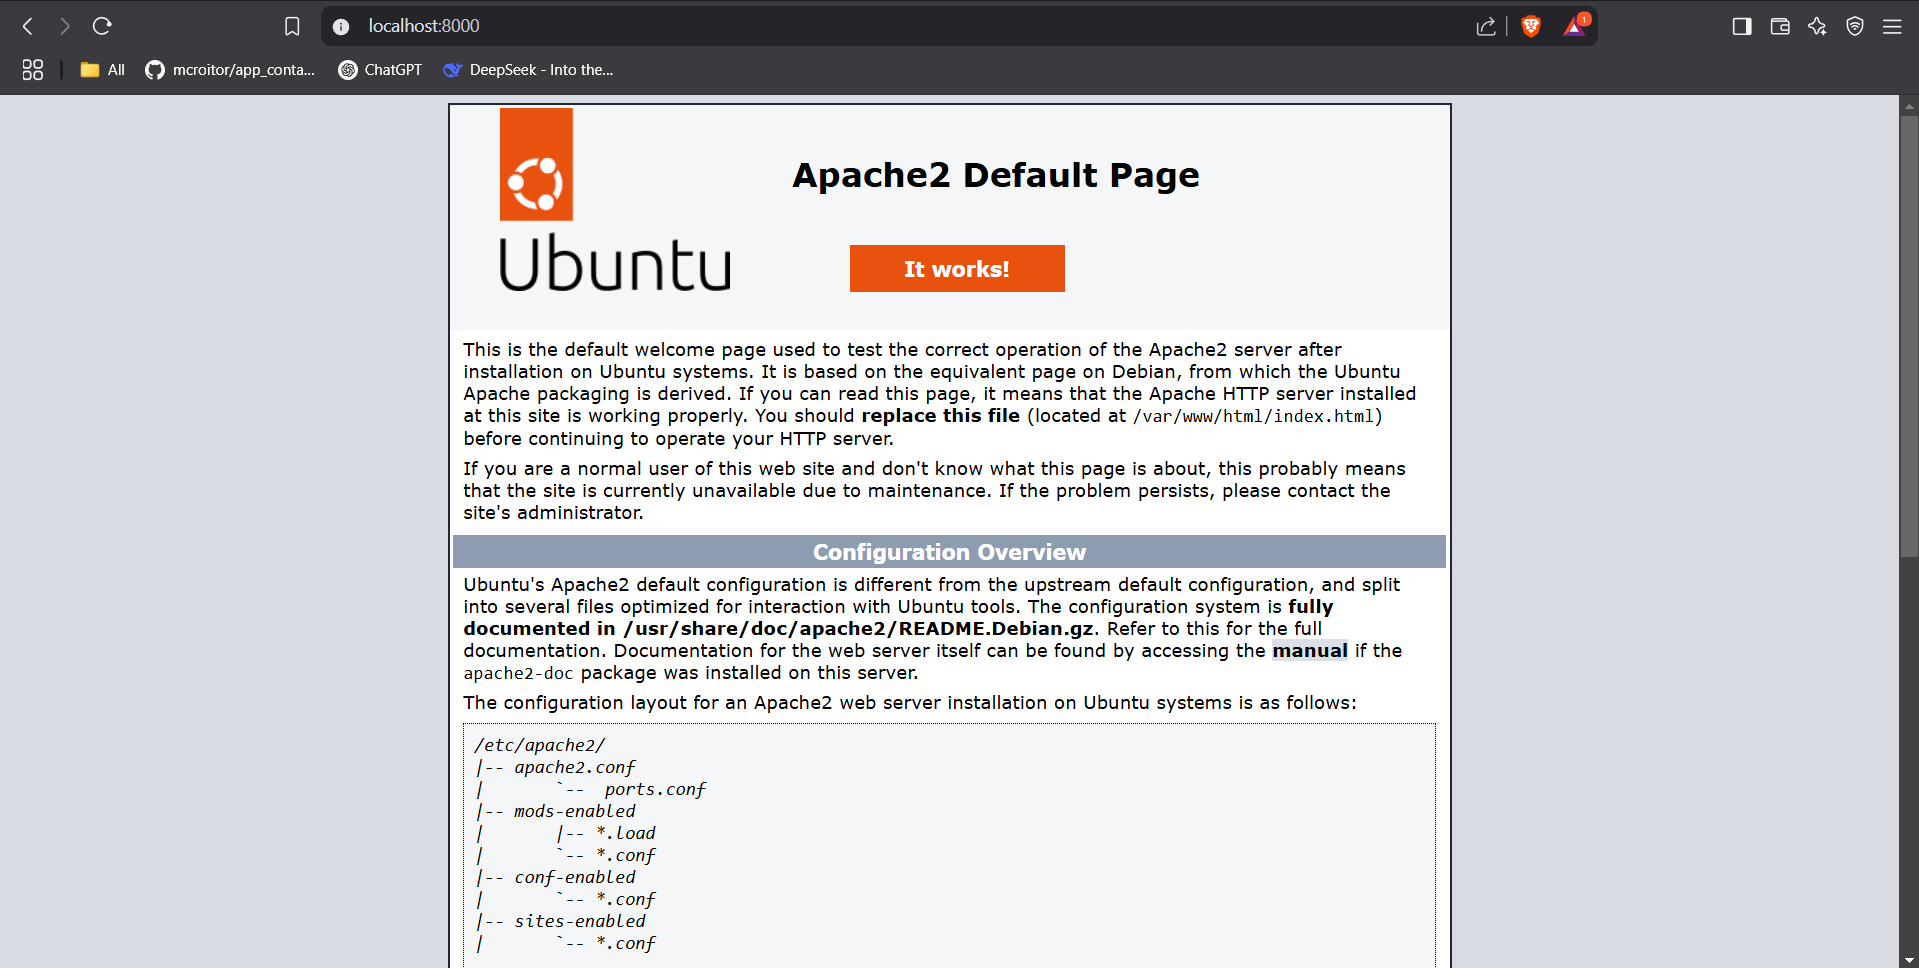 localhost:8000
1
All
mcroitor/app_conta...
ChatGPT
DeepSeek - Into the...
Ubuntu
Apache2 Default Page
It works!
This is the default welcome page used to test the correct operation of the Apache2 server after
installation on Ubuntu systems. It is based on the equivalent page on Debian, from which the Ubuntu
Apache packaging is derived. If you can read this page, it means that the Apache HTTP server installed
at this site is working properly. You should replace this file (located at /var/www/html/index.html)
before continuing to operate your HTTP server.
If you are a normal user of this web site and don't know what this page is about, this probably means
that the site is currently unavailable due to maintenance. If the problem persists, please contact the
site's administrator.
Configuration Overview
Ubuntu's Apache2 default configuration is different from the upstream default configuration, and split
into several files optimized for interaction with Ubuntu tools. The configuration system is fully
documented in /usr/share/doc/apache2/README.Debian.gz. Refer to this for the full
documentation. Documentation for the web server itself can be found by accessing the manual if the
apache2-doc package was installed on this server.
The configuration layout for an Apache2 web server installation on Ubuntu systems is as follows:
/etc/apache2/
|-- apache2.conf
|       `--  ports.conf
|-- mods-enabled
|       |-- *.load
|       `-- *.conf
|-- conf-enabled
|       `-- *.conf
|-- sites-enabled
|       `-- *.conf